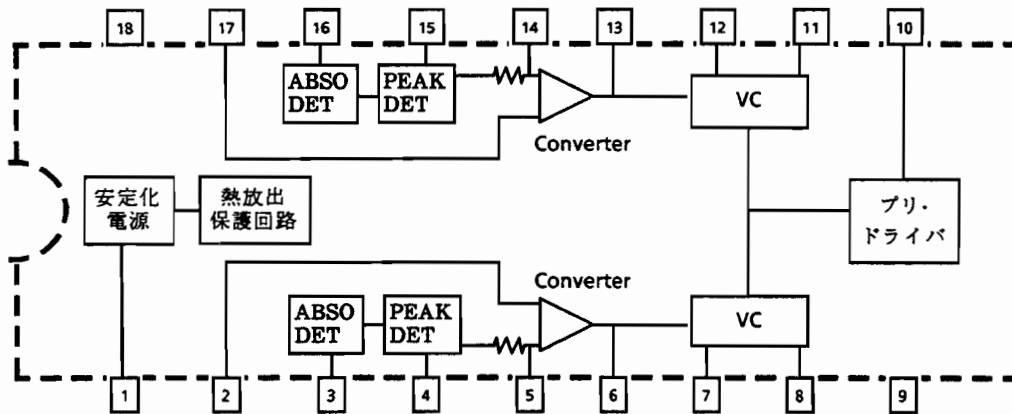 18 17 16 15 14 13 12 11 10
ABSO
DET
PEAK
DET
VC
Converter
安定化
電源
熱放出
保護回路
プリ・
ドライバ
Converter
ABSO
DET
PEAK
DET
VC
1 2 3 4 5 6 7 8 9